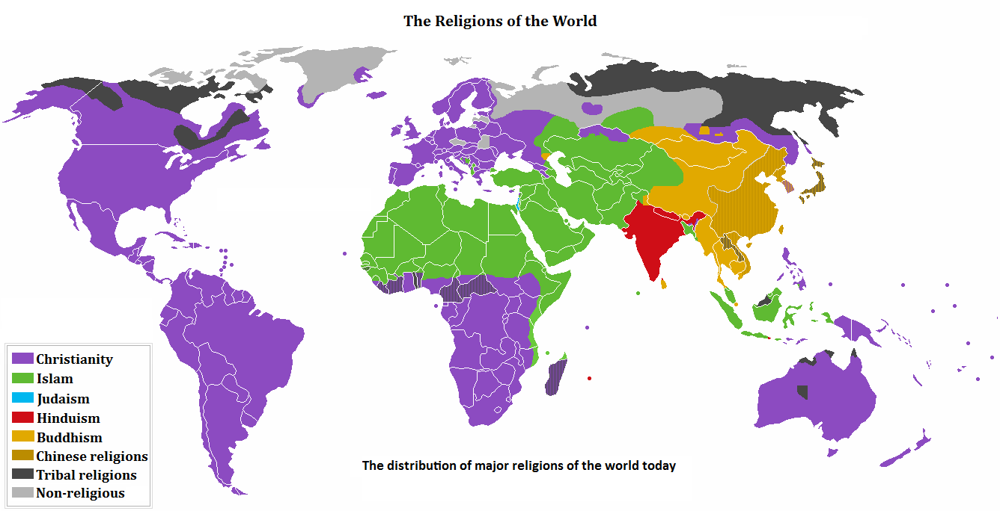 The Religions of the World
Christianity
Islam
Judaism
Hinduism
Buddhism
Chinese religions
Tribal religions
Non-religious
The distribution of major religions of the world today